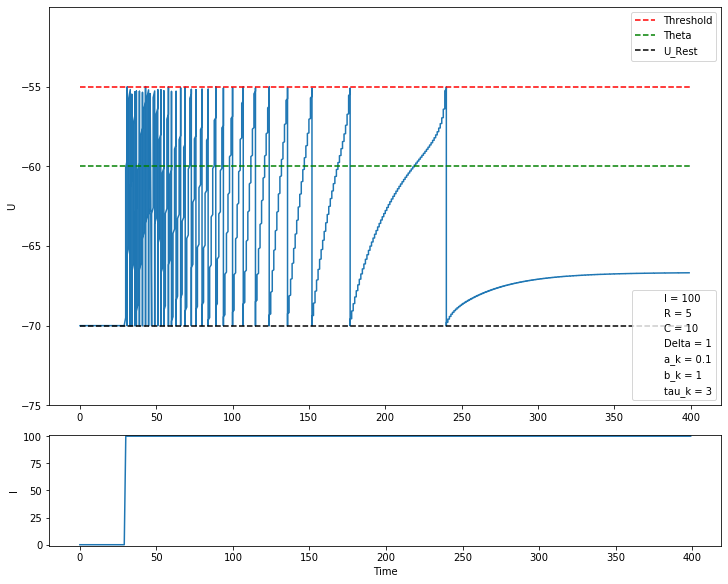 Threshold
Theta
U_Rest
−55
−60
−65
−70
−75
U
I = 100
R = 5
C = 10
Delta = 1
a_k = 0.1
b_k = 1
tau_k = 3
0 50 100 150 200 250 300 350 400
100
75
50
25
0
I
0 50 100 150 200 250 300 350 400
Time